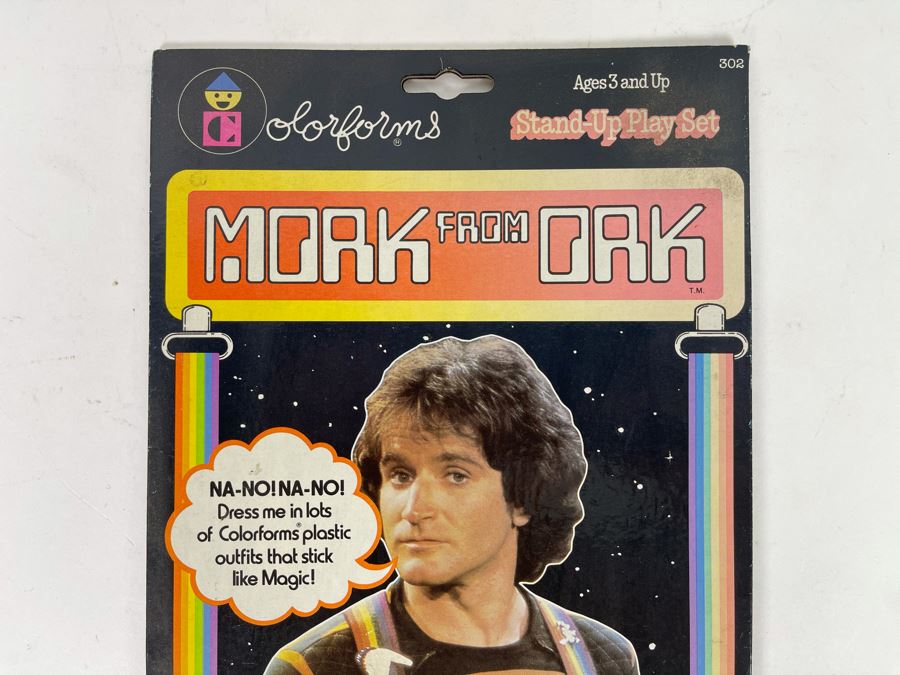 302
Ages 3 and Up
Colorforms®
Stand-Up Play Set
MORK FROM ORK
T.M.
NA-NO! NA-NO!
Dress me in lots
of Colorforms® plastic
outfits that stick
like Magic!